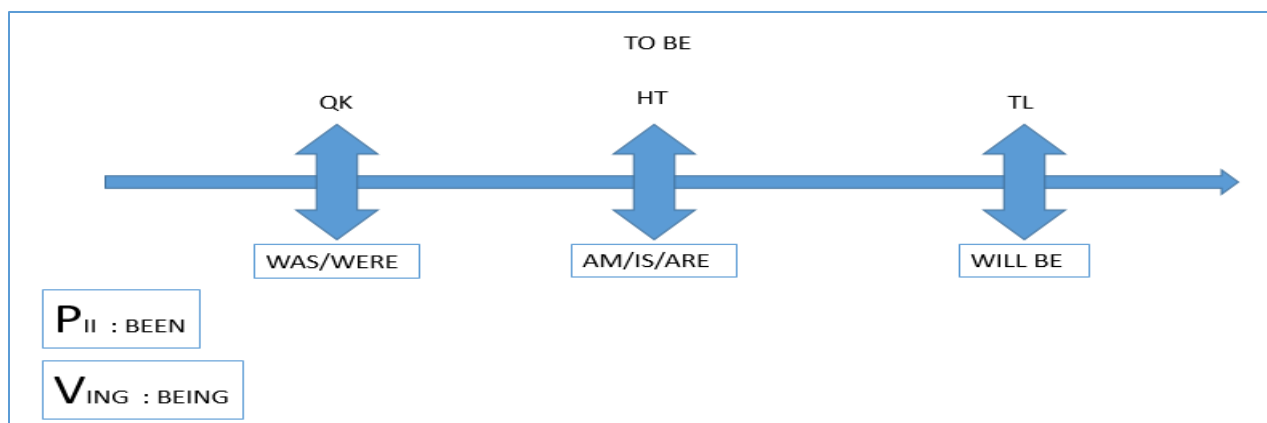 TO BE
QK HT TL
WAS/WERE AM/IS/ARE WILL BE
PII : BEEN
VING : BEING